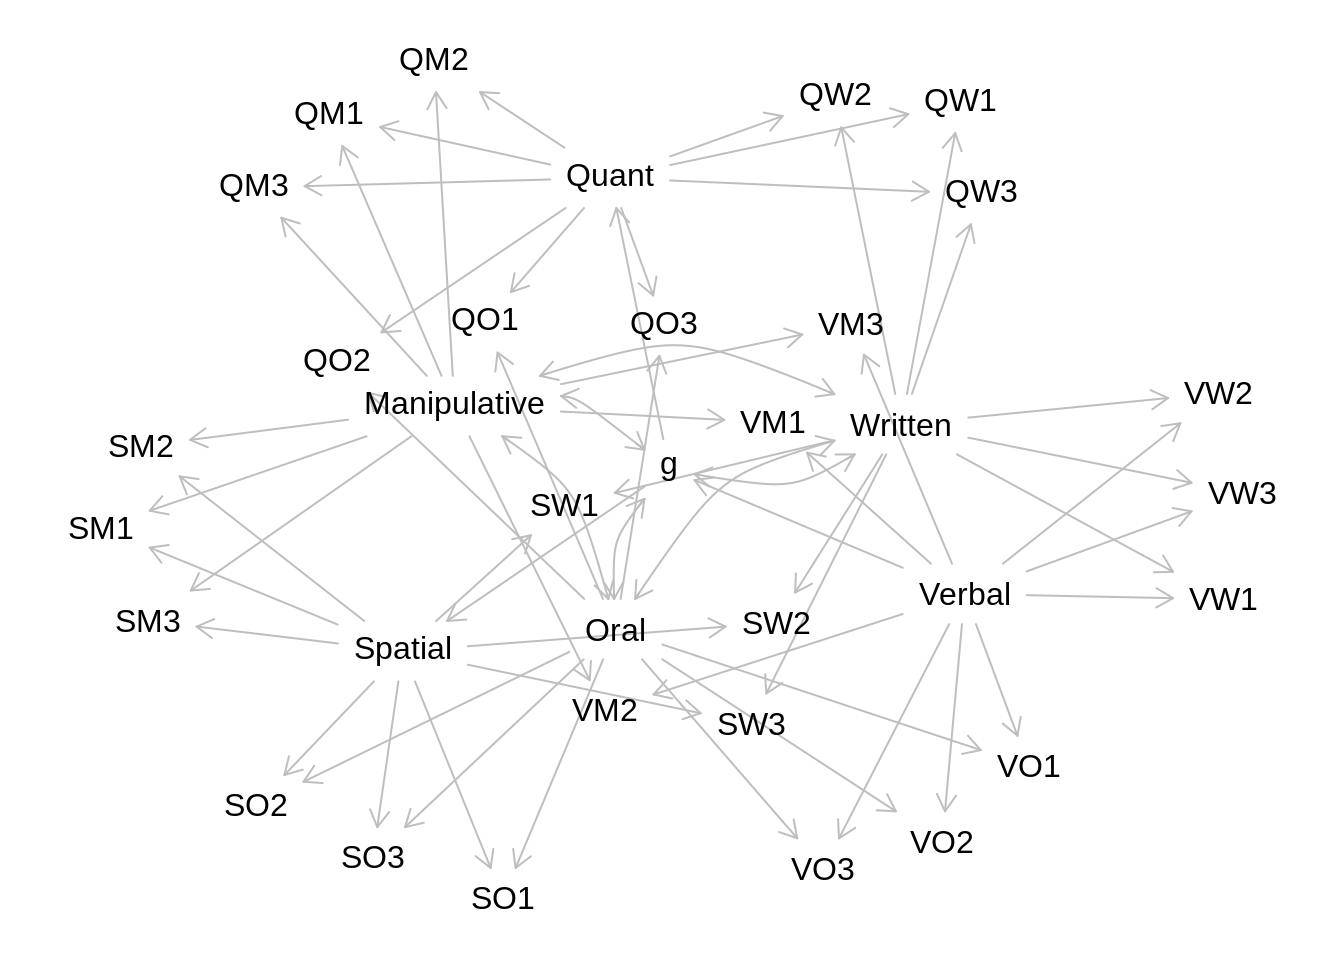 QM2
QW2
QW1
QM1
Quant
QM3
QW3
QO1
QO3
VM3
QO2
Manipulative
VW2
VM1
Written
SM2
g
VW3
SW1
SM1
Verbal
VW1
SM3
Oral
SW2
Spatial
VM2
SW3
VO1
SO2
VO2
SO3
VO3
SO1